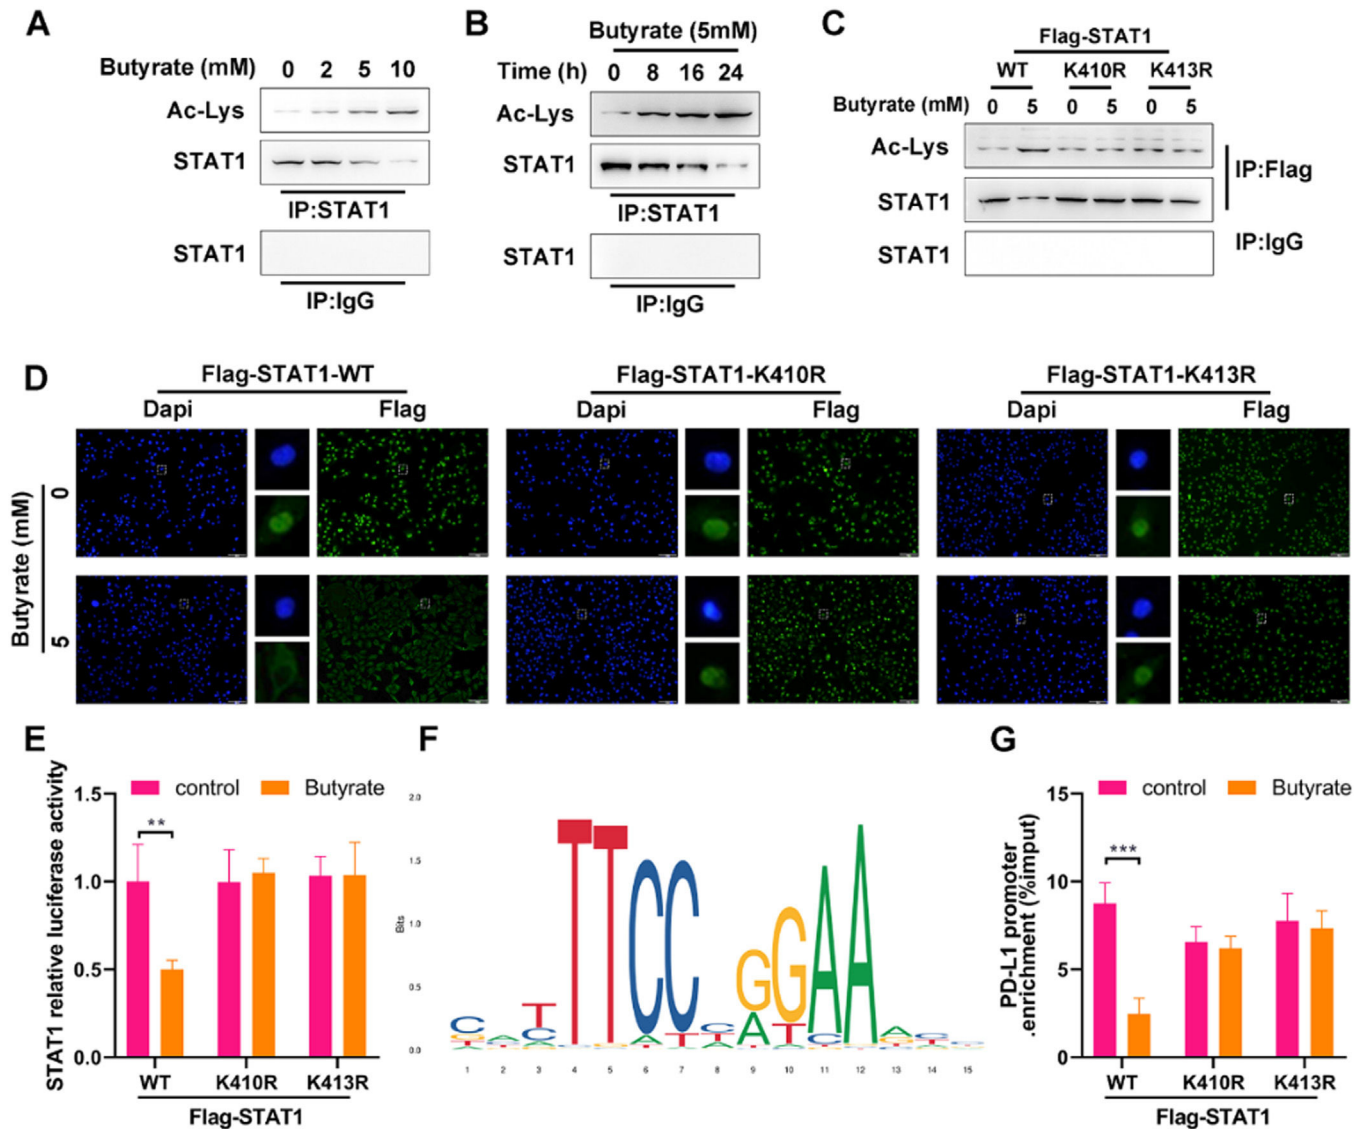 A
Butyrate (mM) 0 2 5 10
Ac-Lys
STAT1
IP:STAT1
STAT1
IP:IgG
B
Butyrate (5mM)
Time (h) 0 8 16 24
Ac-Lys
STAT1
IP:STAT1
STAT1
IP:IgG
C
Flag-STAT1
WT K410R K413R
Butyrate (mM) 0 5 0 5 0 5
Ac-Lys
IP:Flag
STAT1
STAT1
IP:IgG
D
Flag-STAT1-WT Flag-STAT1-K410R Flag-STAT1-K413R
Dapi Flag Dapi Flag Dapi Flag
Butyrate (mM)
0
5
E
STAT1 relative luciferase activity
control Butyrate
1.5
**
1.0
0.5
0.0
WT K410R K413R
Flag-STAT1
F
2.0
1.5
1.0
0.5
0.0
Bits
1 2 3 4 5 6 7 8 9 10 11 12 13 14 15
G
PD-L1 promoter
.enrichment (%imput)
control Butyrate
15
***
10
5
0
WT K410R K413R
Flag-STAT1